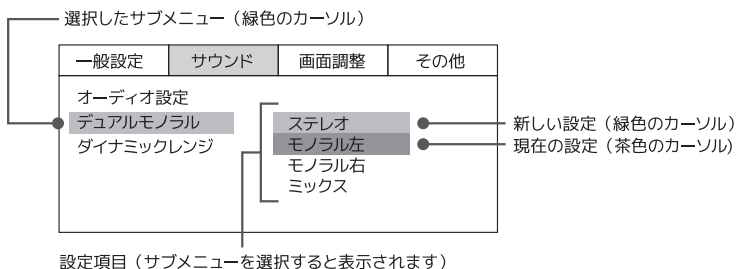 選択したサブメニュー（緑色のカーソル）
一般設定 サウンド 画面調整 その他
オーディオ設定
デュアルモノラル
ダイナミックレンジ
ステレオ
モノラル左
モノラル右
ミックス
新しい設定（緑色のカーソル）
現在の設定（茶色のカーソル）
設定項目（サブメニューを選択すると表示されます）